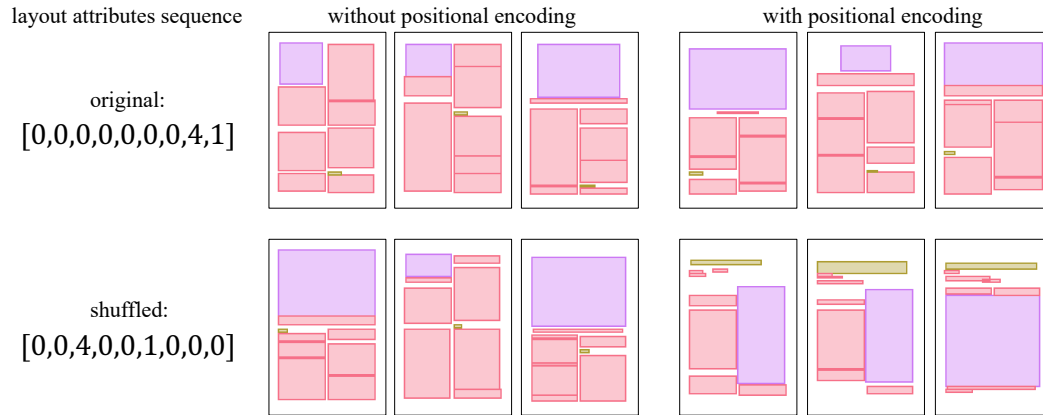 layout attributes sequence
without positional encoding
with positional encoding
original:
[0,0,0,0,0,0,0,4,1]
shuffled:
[0,0,4,0,0,1,0,0,0]